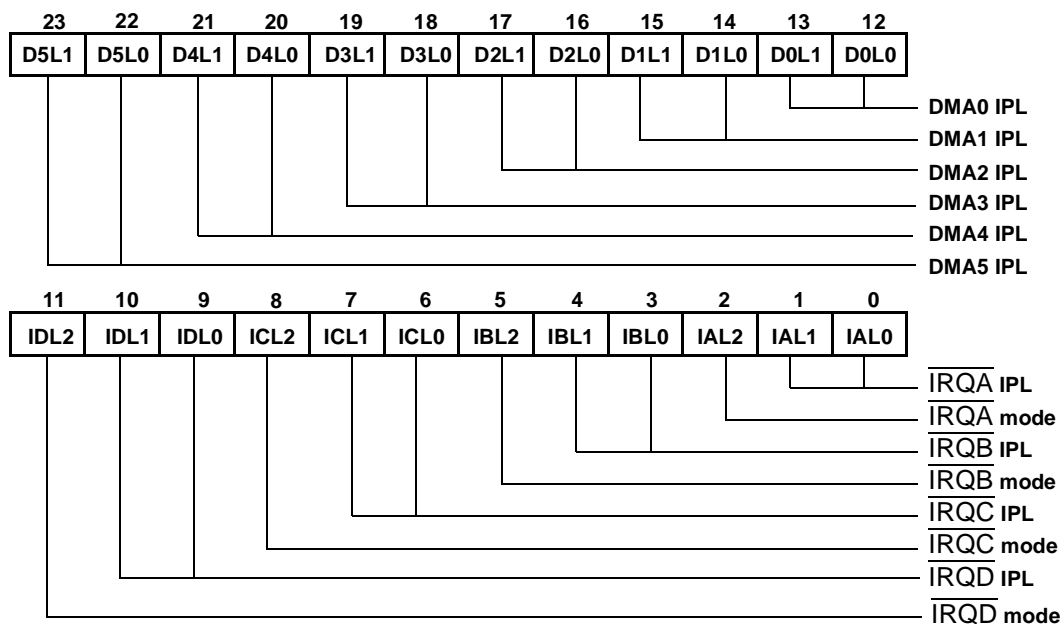 23 22 21 20 19 18 17 16 15 14 13 12
D5L1 D5L0 D4L1 D4L0 D3L1 D3L0 D2L1 D2L0 D1L1 D1L0 D0L1 D0L0
DMA0 IPL
DMA1 IPL
DMA2 IPL
DMA3 IPL
DMA4 IPL
DMA5 IPL
11 10 9 8 7 6 5 4 3 2 1 0
IDL2 IDL1 IDL0 ICL2 ICL1 ICL0 IBL2 IBL1 IBL0 IAL2 IAL1 IAL0
IRQA IPL
IRQA mode
IRQB IPL
IRQB mode
IRQC IPL
IRQC mode
IRQD IPL
IRQD mode